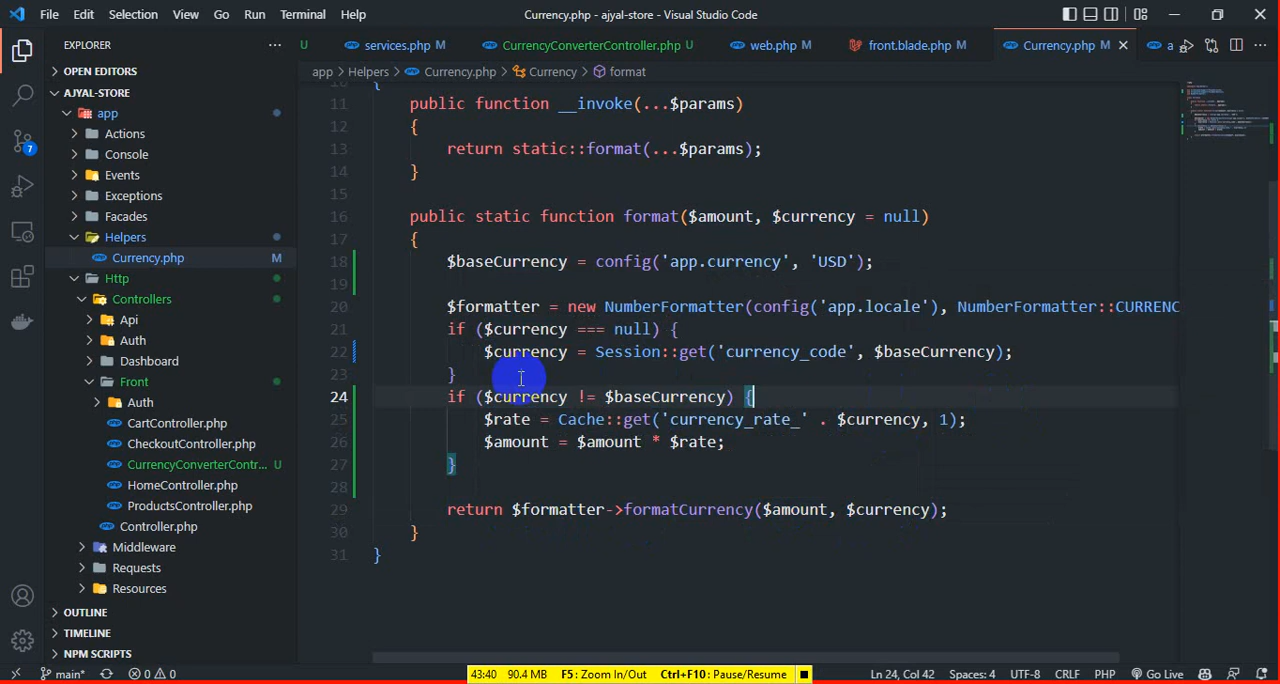 File Edit Selection View Go Run Terminal Help Currency.php - ajyal-store - Visual Studio Code
EXPLORER
U services.php M CurrencyConverterController.php U web.php M front.blade.php M Currency.php M a
OPEN EDITORS
AJYAL-STORE
app
Actions
Console
Events
Exceptions
Facades
Helpers
Currency.php M
Http
Controllers
Api
Auth
Dashboard
Front
Auth
CartController.php
CheckoutController.php
CurrencyConverterContr... U
HomeController.php
ProductsController.php
Controller.php
Middleware
Requests
Resources
OUTLINE
TIMELINE
NPM SCRIPTS
7
app > Helpers > Currency.php > Currency > format
{
11 public function __invoke(...$params)
12 {
13 return static::format(...$params);
14 }
15
16 public static function format($amount, $currency = null)
17 {
18 $baseCurrency = config('app.currency', 'USD');
19
20 $formatter = new NumberFormatter(config('app.locale'), NumberFormatter::CURRENC
21 if ($currency === null) {
22 $currency = Session::get('currency_code', $baseCurrency);
23 }
24 if ($currency != $baseCurrency) {
25 $rate = Cache::get('currency_rate_' . $currency, 1);
26 $amount = $amount * $rate;
27 }
28
29 return $formatter->formatCurrency($amount, $currency);
30 }
31 }
main* 0 0 43:40 90.4 MB F5: Zoom In/Out Ctrl+F10: Pause/Resume Ln 24, Col 42 Spaces: 4 UTF-8 CRLF PHP Go Live